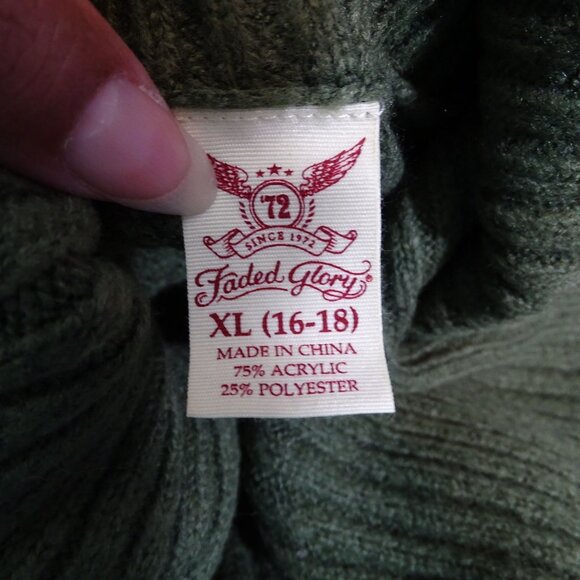 '72
SINCE 1972
Faded Glory®
XL (16-18)
MADE IN CHINA
75% ACRYLIC
25% POLYESTER